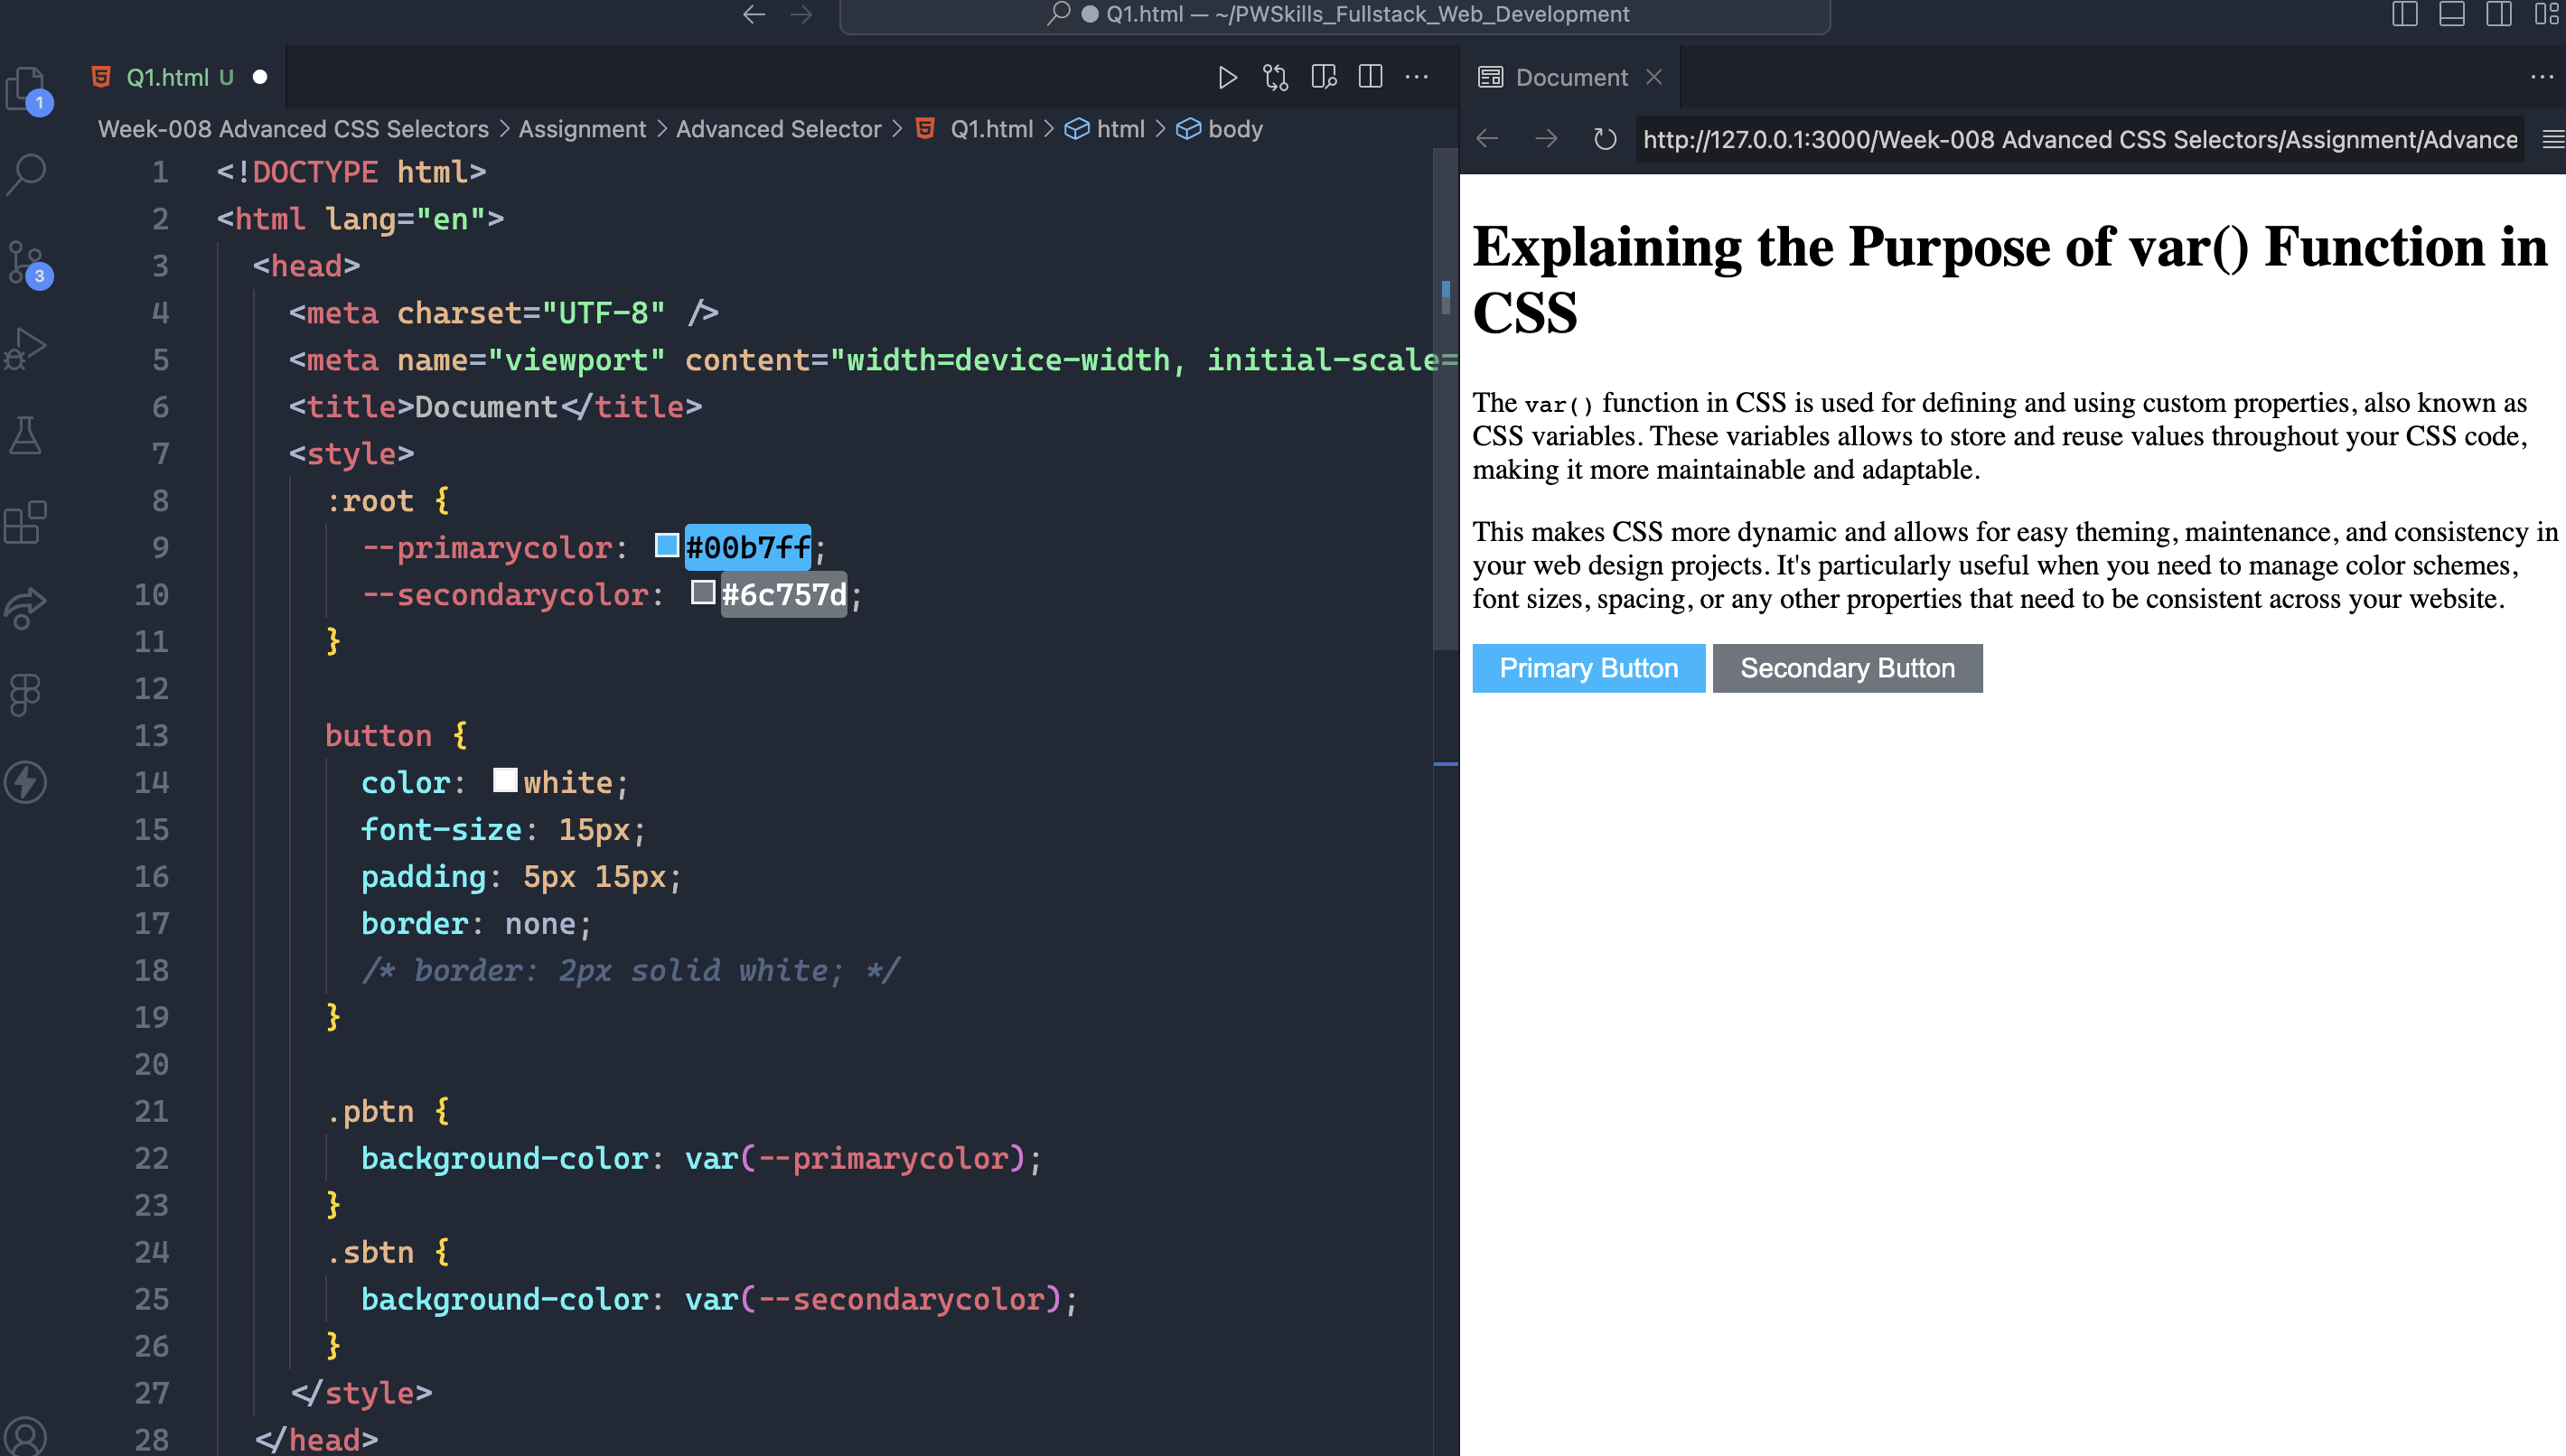 Q1.html — ~/PWSkills_Fullstack_Web_Development
Q1.html U
Week-008 Advanced CSS Selectors > Assignment > Advanced Selector > Q1.html > html > body
1
3
1 <!DOCTYPE html>
2 <html lang="en">
3 <head>
4 <meta charset="UTF-8" />
5 <meta name="viewport" content="width=device-width, initial-scale=
6 <title>Document</title>
7 <style>
8 :root {
9 --primarycolor: #00b7ff;
10 --secondarycolor: #6c757d;
11 }
12
13 button {
14 color: white;
15 font-size: 15px;
16 padding: 5px 15px;
17 border: none;
18 /* border: 2px solid white; */
19 }
20
21 .pbtn {
22 background-color: var(--primarycolor);
23 }
24 .sbtn {
25 background-color: var(--secondarycolor);
26 }
27 </style>
28 </head>
Document
http://127.0.0.1:3000/Week-008 Advanced CSS Selectors/Assignment/Advance
Explaining the Purpose of var() Function in
CSS
The var() function in CSS is used for defining and using custom properties, also known as
CSS variables. These variables allows to store and reuse values throughout your CSS code,
making it more maintainable and adaptable.
This makes CSS more dynamic and allows for easy theming, maintenance, and consistency in
your web design projects. It's particularly useful when you need to manage color schemes,
font sizes, spacing, or any other properties that need to be consistent across your website.
Primary Button Secondary Button